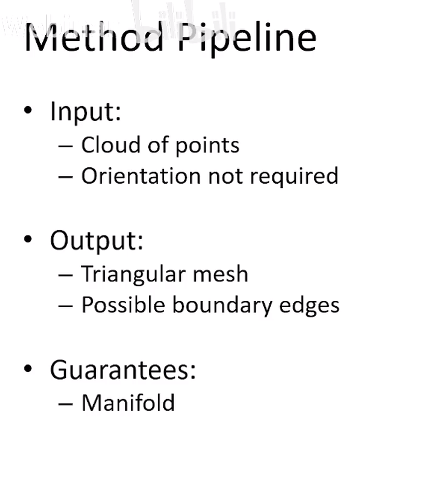 Method Pipeline
• Input:
– Cloud of points
– Orientation not required
• Output:
– Triangular mesh
– Possible boundary edges
• Guarantees:
– Manifold